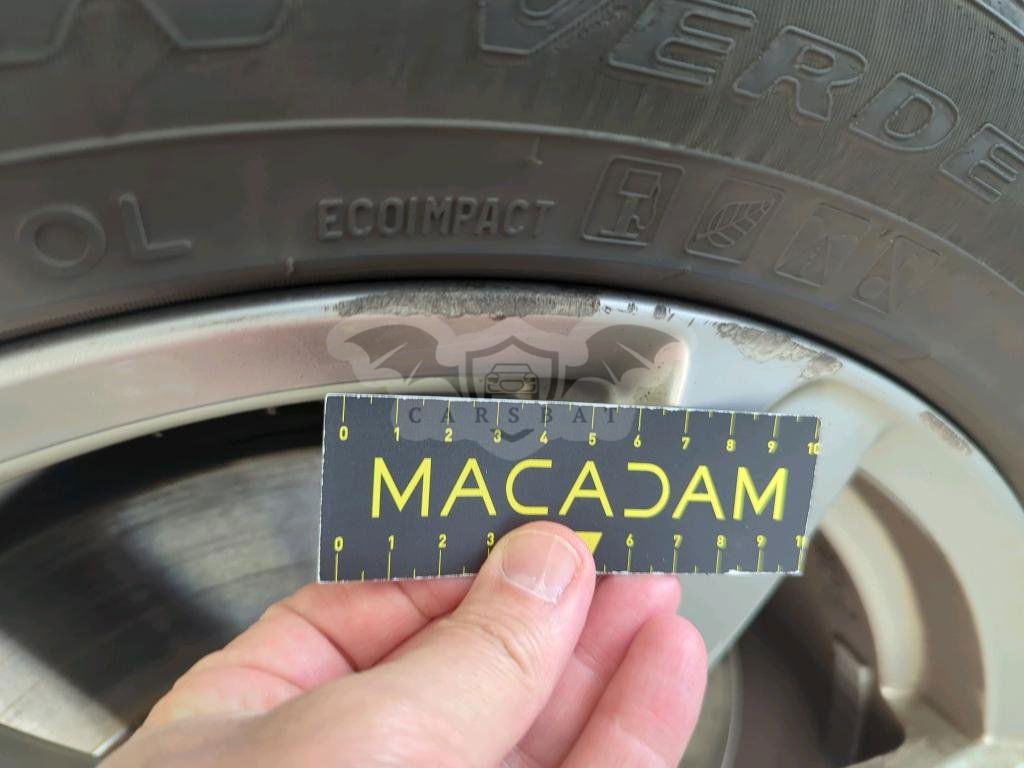 VERDE
OL
ECOIMPACT
CARSBAT
0 1 2 3 4 5 6 7 8 9 10
MACADAM
0 1 2 3 6 7 8 9 1